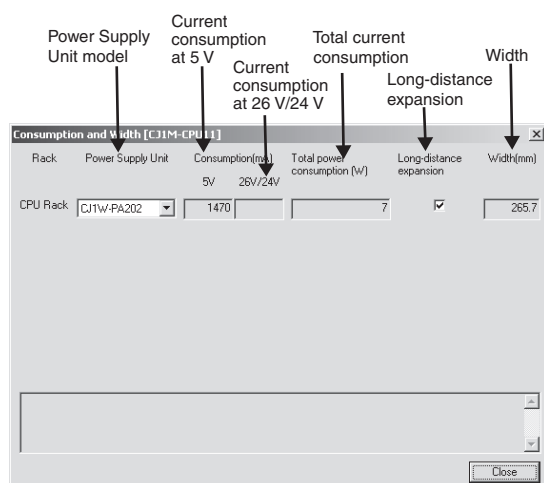 Power Supply
Unit model
Current
consumption
at 5 V
Current
consumption
at 26 V/24 V
Total current
consumption
Long-distance
expansion
Width
Consumption and Width [CJ1M-CPU11]
Rack
Power Supply Unit
Consumption(mA)
5V 26V/24V
Total power
consumption (W)
Long-distance
expansion
Width(mm)
CPU Rack CJ1W-PA202 1470 7 265.7
Close